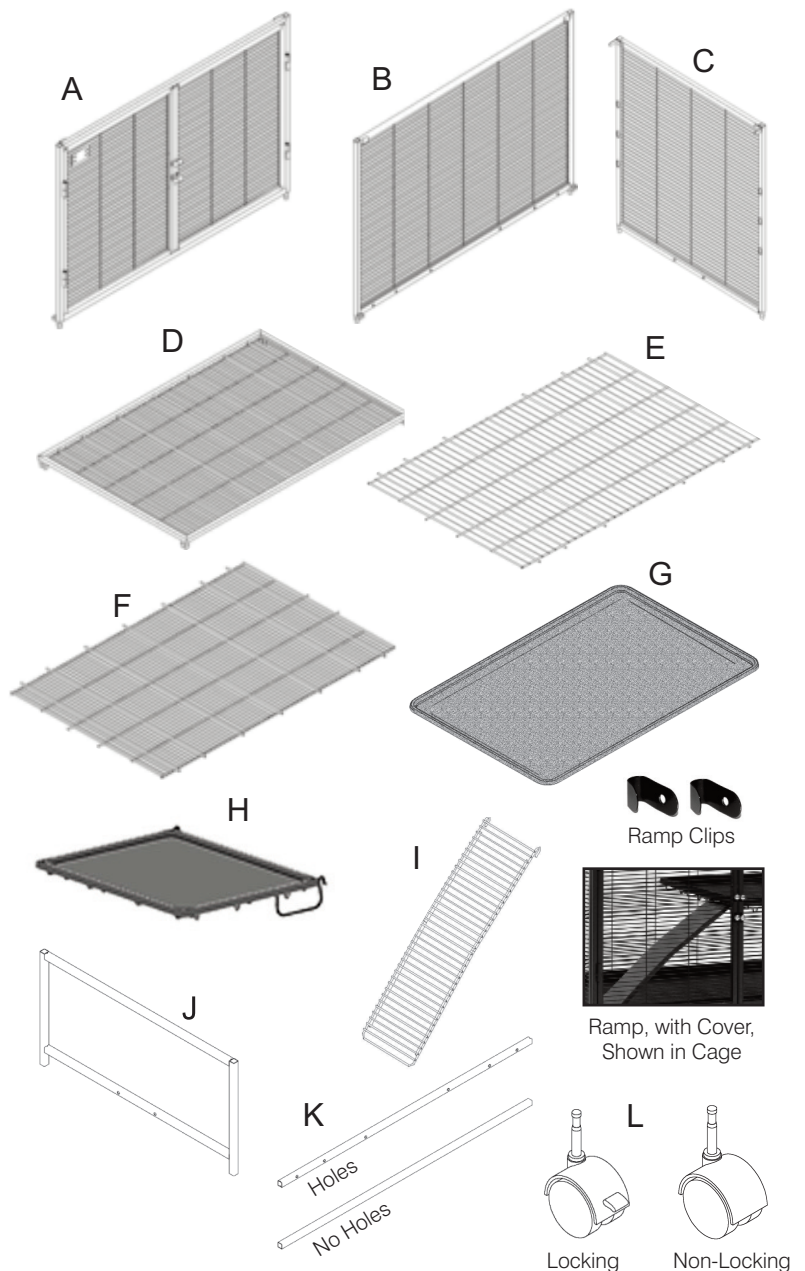 A
B
C
D
E
F
G
Ramp Clips
H
I
Ramp, with Cover,
Shown in Cage
J
K
Holes
No Holes
L
Locking
Non-Locking